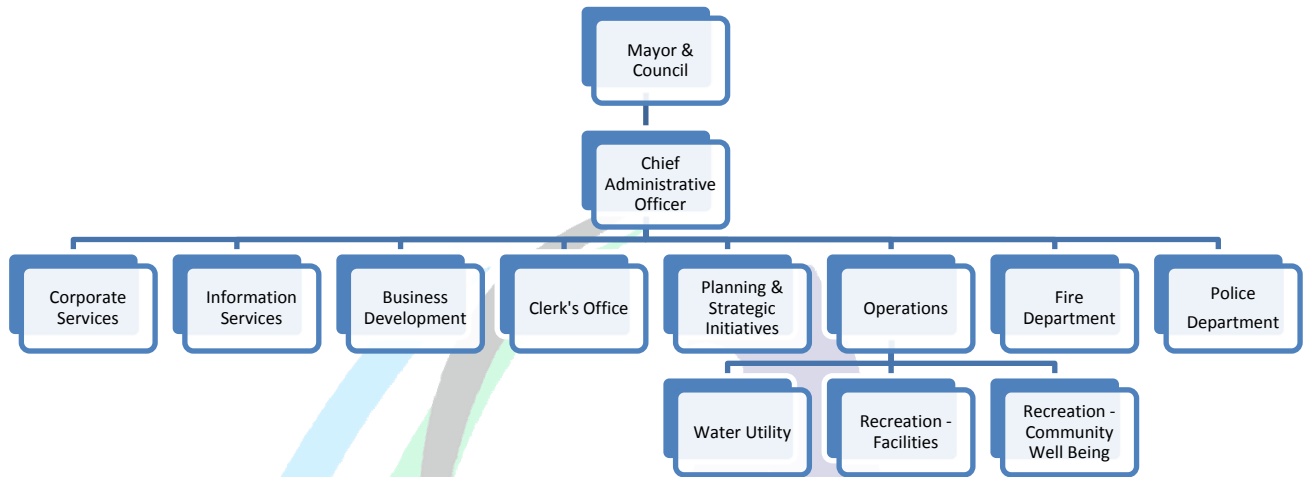 Mayor &
Council
Chief
Administrative
Officer
Corporate
Services
Information
Services
Business
Development
Clerk's Office
Planning &
Strategic
Initiatives
Operations
Fire
Department
Police
Department
Water Utility
Recreation -
Facilities
Recreation -
Community
Well Being